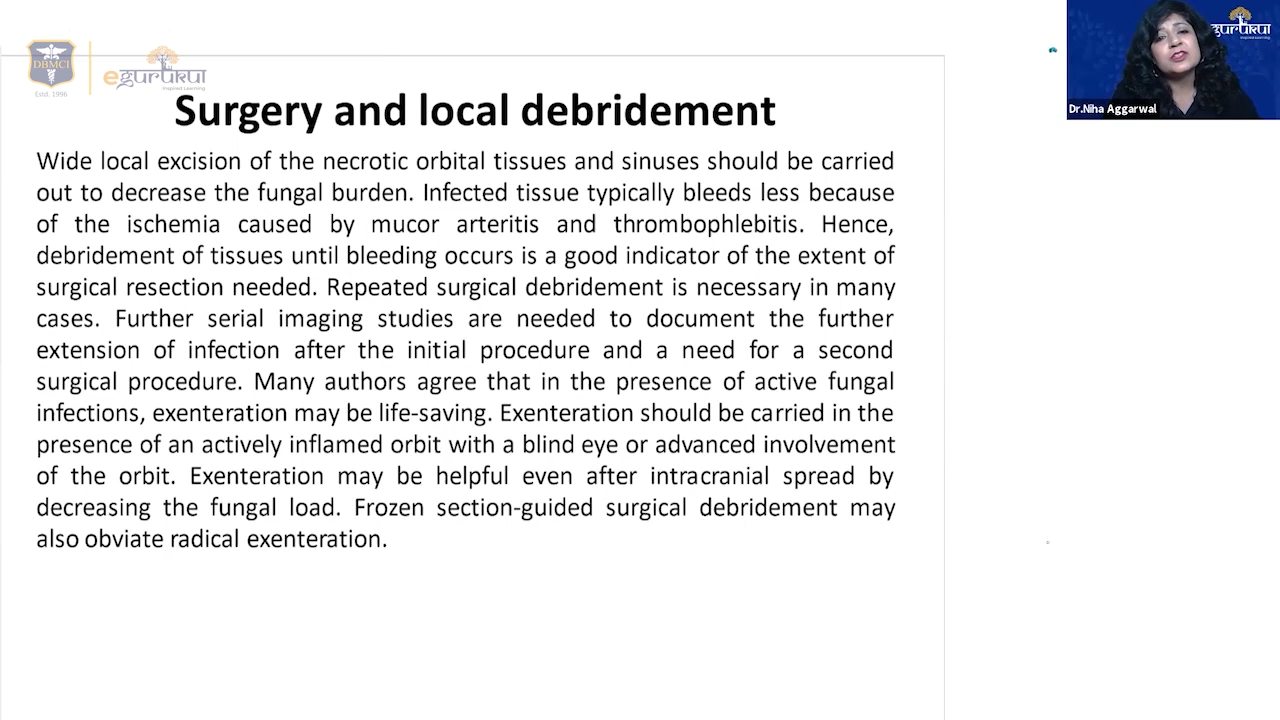 DBMCI
Estd. 1996
egurukul
Inspired Learning
gurukul
Inspired Learning
Dr.Niha Aggarwal
Surgery and local debridement
Wide local excision of the necrotic orbital tissues and sinuses should be carried
out to decrease the fungal burden. Infected tissue typically bleeds less because
of the ischemia caused by mucor arteritis and thrombophlebitis. Hence,
debridement of tissues until bleeding occurs is a good indicator of the extent of
surgical resection needed. Repeated surgical debridement is necessary in many
cases. Further serial imaging studies are needed to document the further
extension of infection after the initial procedure and a need for a second
surgical procedure. Many authors agree that in the presence of active fungal
infections, exenteration may be life-saving. Exenteration should be carried in the
presence of an actively inflamed orbit with a blind eye or advanced involvement
of the orbit. Exenteration may be helpful even after intracranial spread by
decreasing the fungal load. Frozen section-guided surgical debridement may
also obviate radical exenteration.